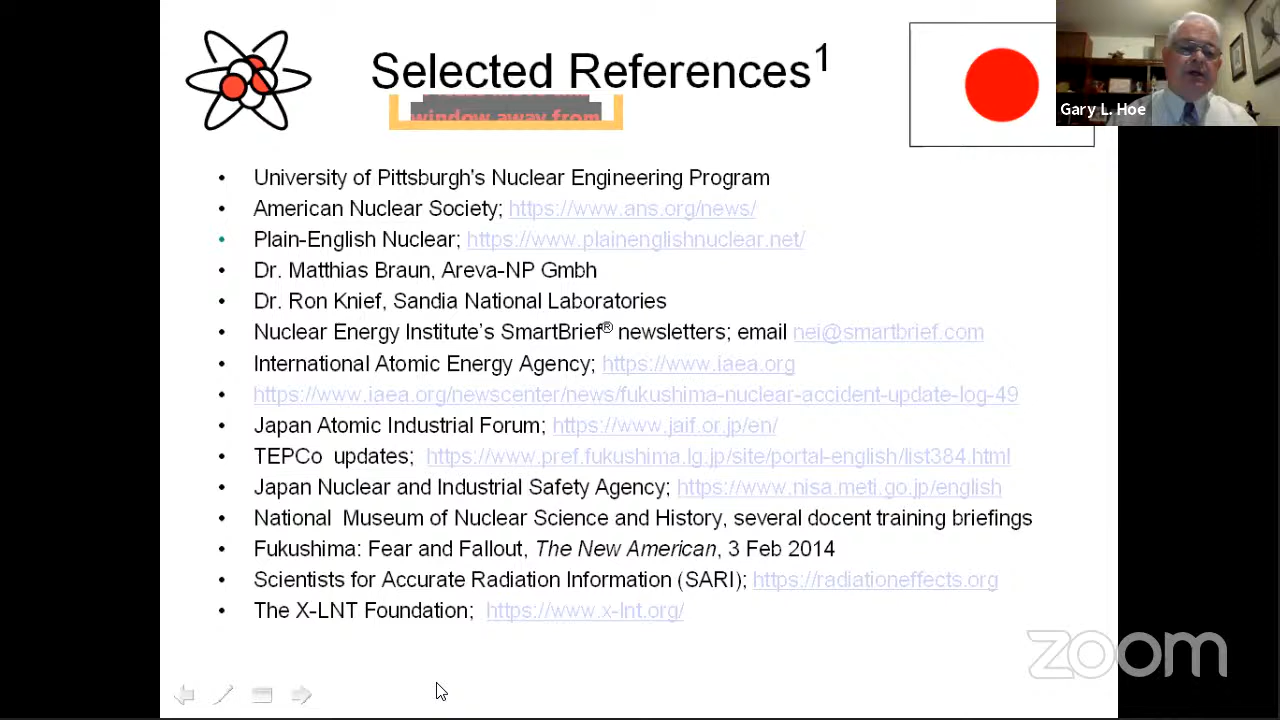 Selected References1
window away from
Gary L. Hoe
• University of Pittsburgh's Nuclear Engineering Program
• American Nuclear Society; https://www.ans.org/news/
• Plain-English Nuclear; https://www.plainenglishnuclear.net/
• Dr. Matthias Braun, Areva-NP Gmbh
• Dr. Ron Knief, Sandia National Laboratories
• Nuclear Energy Institute's SmartBrief® newsletters; email nei@smartbrief.com
• International Atomic Energy Agency; https://www.iaea.org
• https://www.iaea.org/newscenter/news/fukushima-nuclear-accident-update-log-49
• Japan Atomic Industrial Forum; https://www.jaif.or.jp/en/
• TEPCo updates; https://www.pref.fukushima.lg.jp/site/portal-english/list384.html
• Japan Nuclear and Industrial Safety Agency; https://www.nisa.meti.go.jp/english
• National Museum of Nuclear Science and History, several docent training briefings
• Fukushima: Fear and Fallout, The New American, 3 Feb 2014
• Scientists for Accurate Radiation Information (SARI); https://radiationeffects.org
• The X-LNT Foundation; https://www.x-lnt.org/
zoom